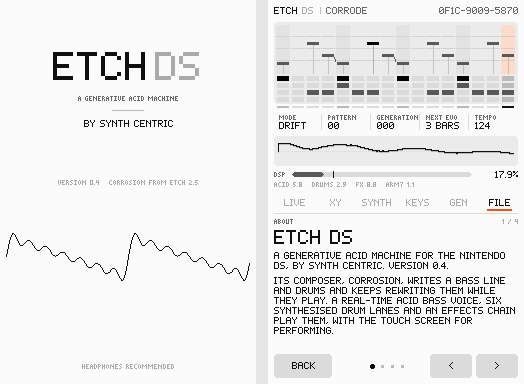 ETCH DS
A GENERATIVE ACID MACHINE
BY SYNTH CENTRIC
VERSION 0.4 CORROSION FROM ETCH 2.5
HEADPHONES RECOMMENDED
ETCH DS | CORRODE 0F1C-9009-5870
MODE PATTERN GENERATION NEXT EVO TEMPO
DRIFT 00 000 3 BARS 124
DSP 17.9%
ACID 5.8 DRUMS 2.9 FX 8.8 ARM7 1.1
LIVE XY SYNTH KEYS GEN FILE
ABOUT 1 / 4
ETCH DS
A GENERATIVE ACID MACHINE FOR THE NINTENDO
DS, BY SYNTH CENTRIC. VERSION 0.4.
ITS COMPOSER, CORROSION, WRITES A BASS LINE
AND DRUMS AND KEEPS REWRITING THEM WHILE
THEY PLAY. A REAL-TIME ACID BASS VOICE, SIX
SYNTHESISED DRUM LANES AND AN EFFECTS CHAIN
PLAY THEM, WITH THE TOUCH SCREEN FOR
PERFORMING.
BACK < >